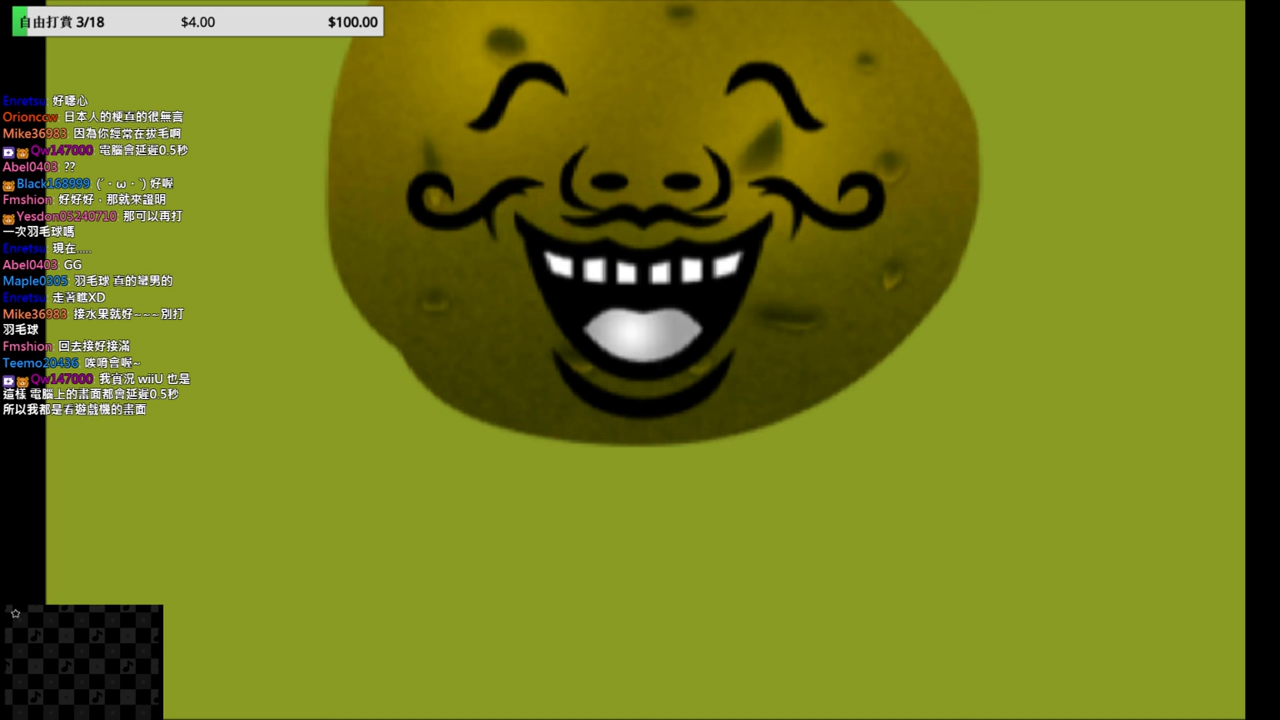 自由打賞 3/18 $4.00 $100.00
Enretsu 好噁心
Orioncow 日本人的梗真的很無言
Mike36983 因為你經常在拔毛啊
Qw147000 電腦會延遲0.5秒
Abel0403 ??
Black168999 (´・ω・`) 好喔
Fmshion 好好好，那就來證明
Yesdon05240710 那可以再打
一次羽毛球嗎
Enretsu 現在....
Abel0403 GG
Maple0305 羽毛球 真的蠻男的
Enretsu 走著瞧XD
Mike36983 接水果就好~~~別打
羽毛球
Fmshion 回去接好接滿
Teemo20436 唉唷會喔~
Qw147000 我實況 wiiU 也是
這樣 電腦上的畫面都會延遲0.5秒
所以我都是看遊戲機的畫面